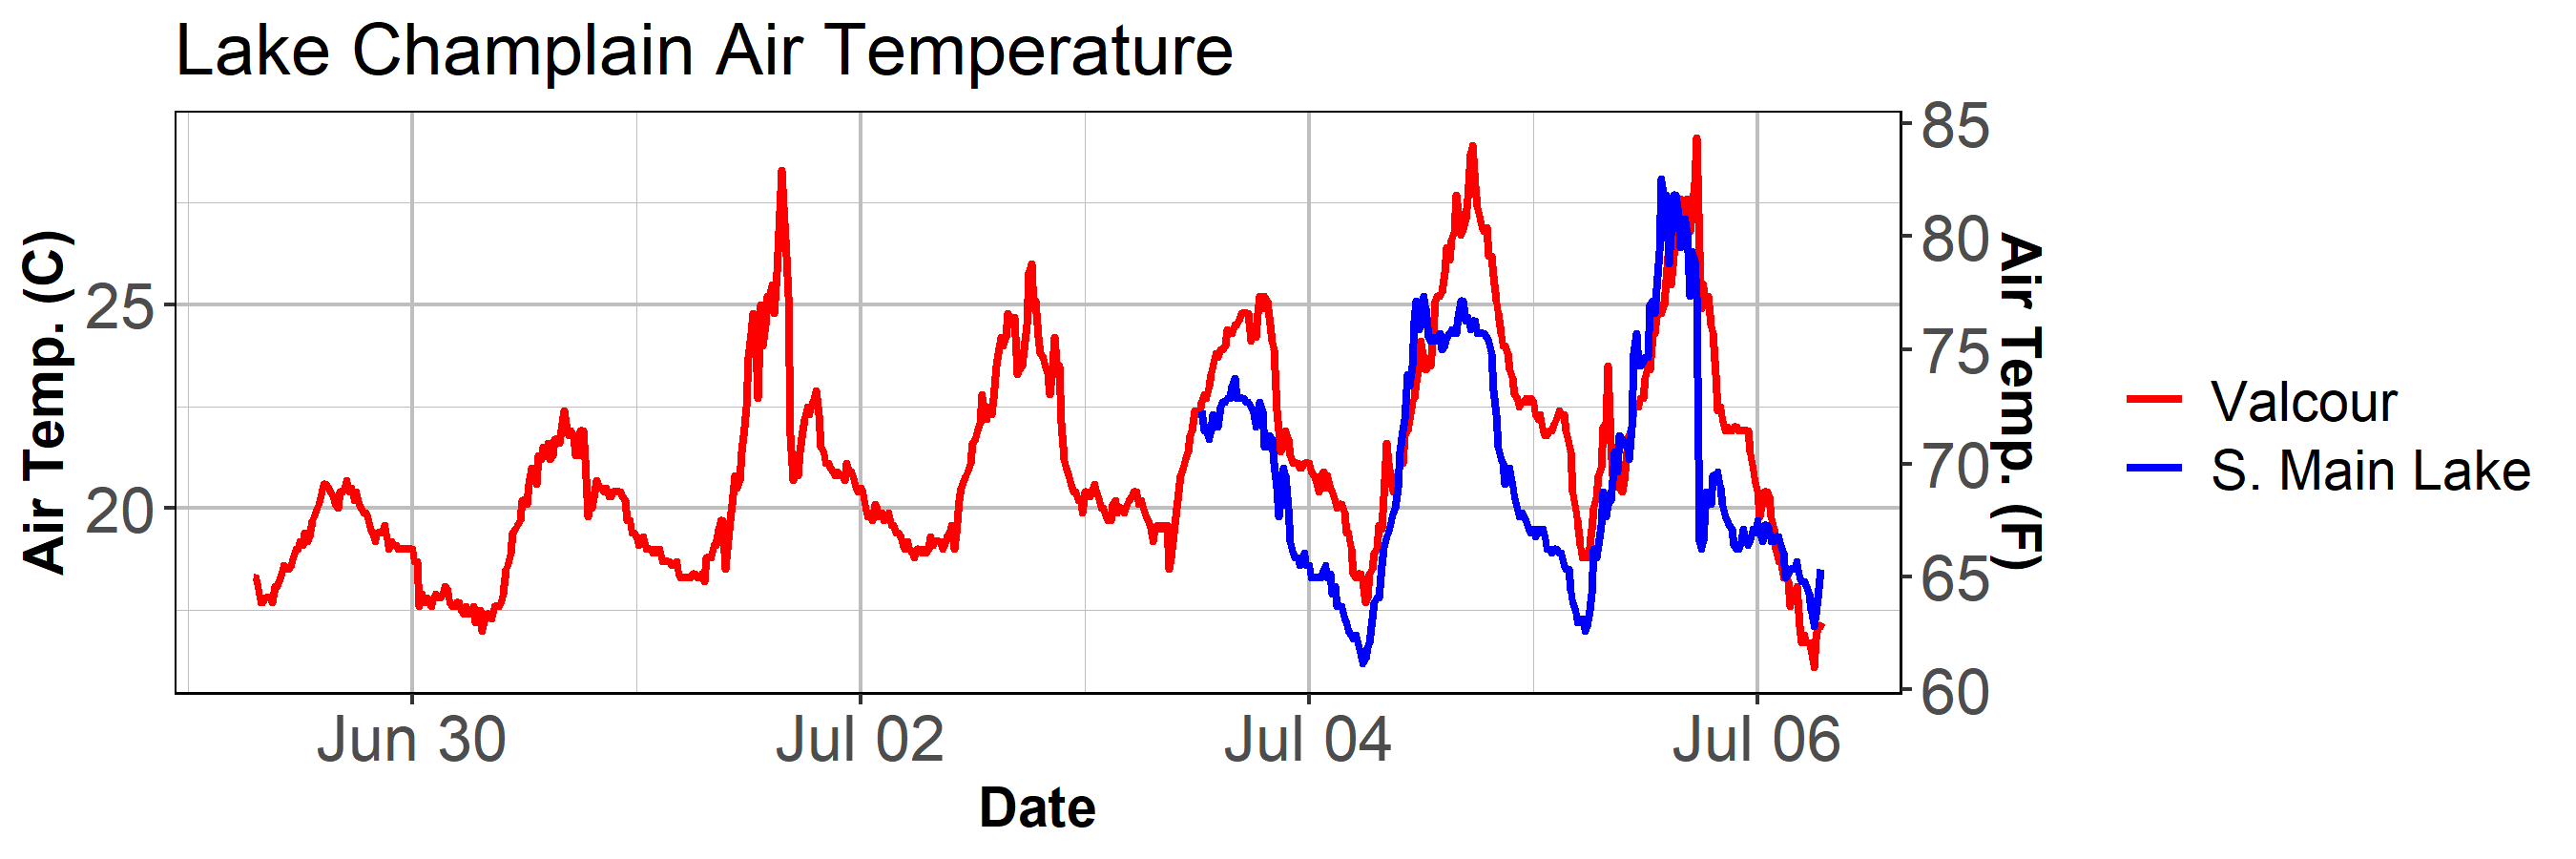 Lake Champlain Air Temperature
Air Temp. (C)
25
20
85
80
75
70
65
60
Air Temp. (F)
Jun 30
Jul 02
Jul 04
Jul 06
Date
Valcour
S. Main Lake